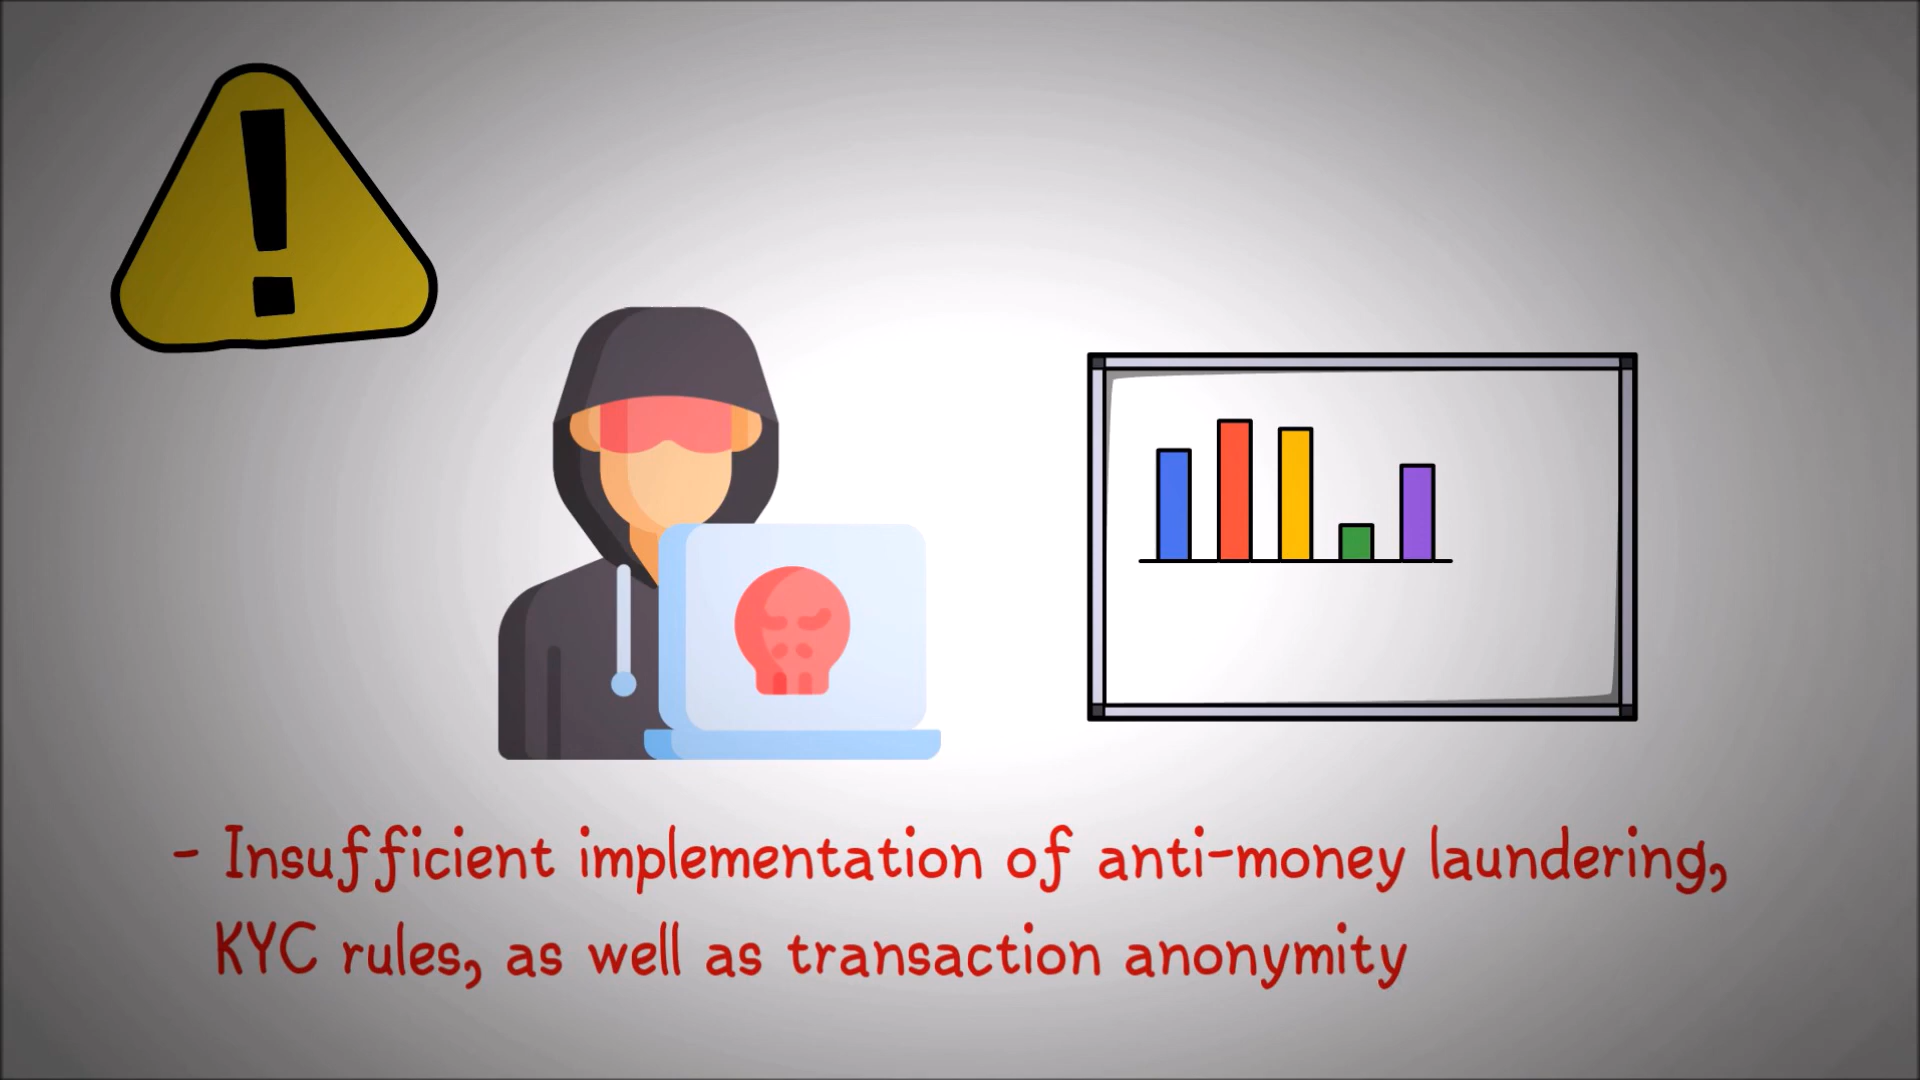 - Insufficient implementation of anti-money laundering,
KYC rules, as well as transaction anonymity